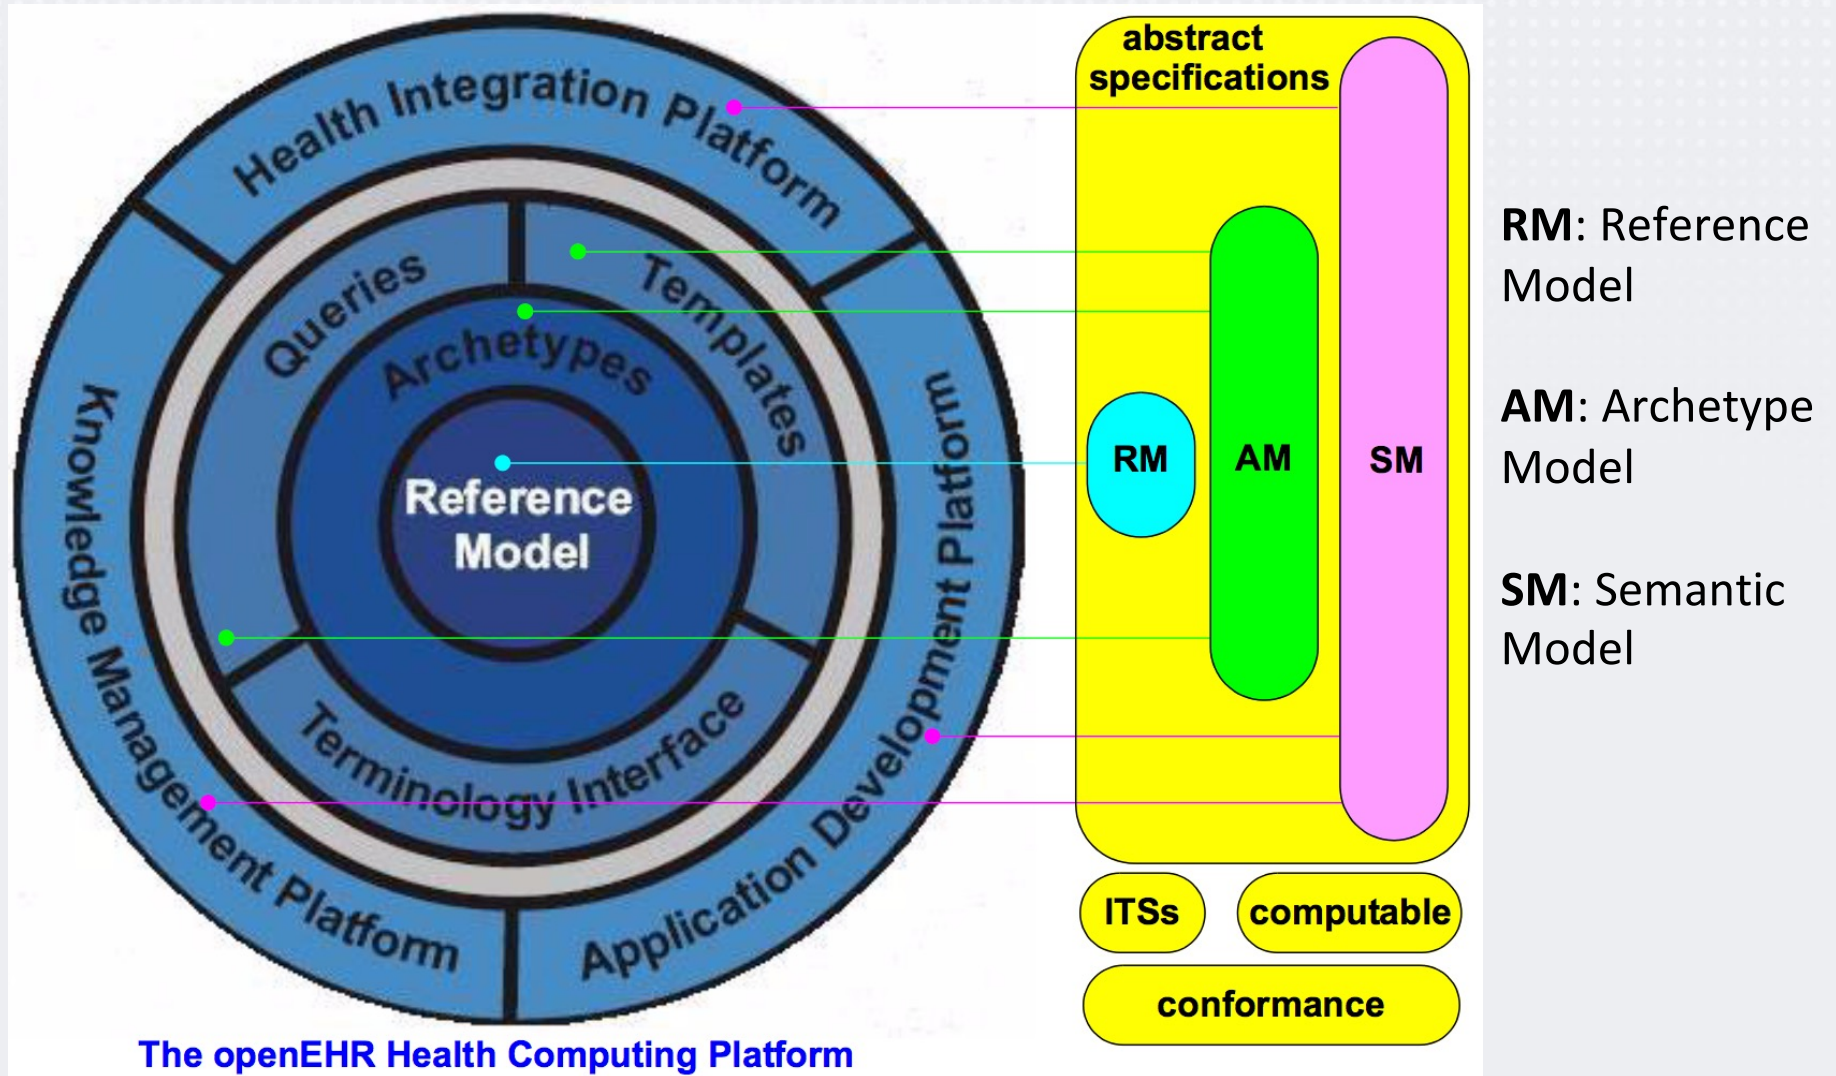 Health Integration Platform
Queries
Templates
Archetypes
Reference
Model
Terminology Interface
Knowledge Management Platform
Application Development Platform
The openEHR Health Computing Platform
abstract
specifications
RM
AM
SM
ITSs
computable
conformance
RM: Reference
Model
AM: Archetype
Model
SM: Semantic
Model